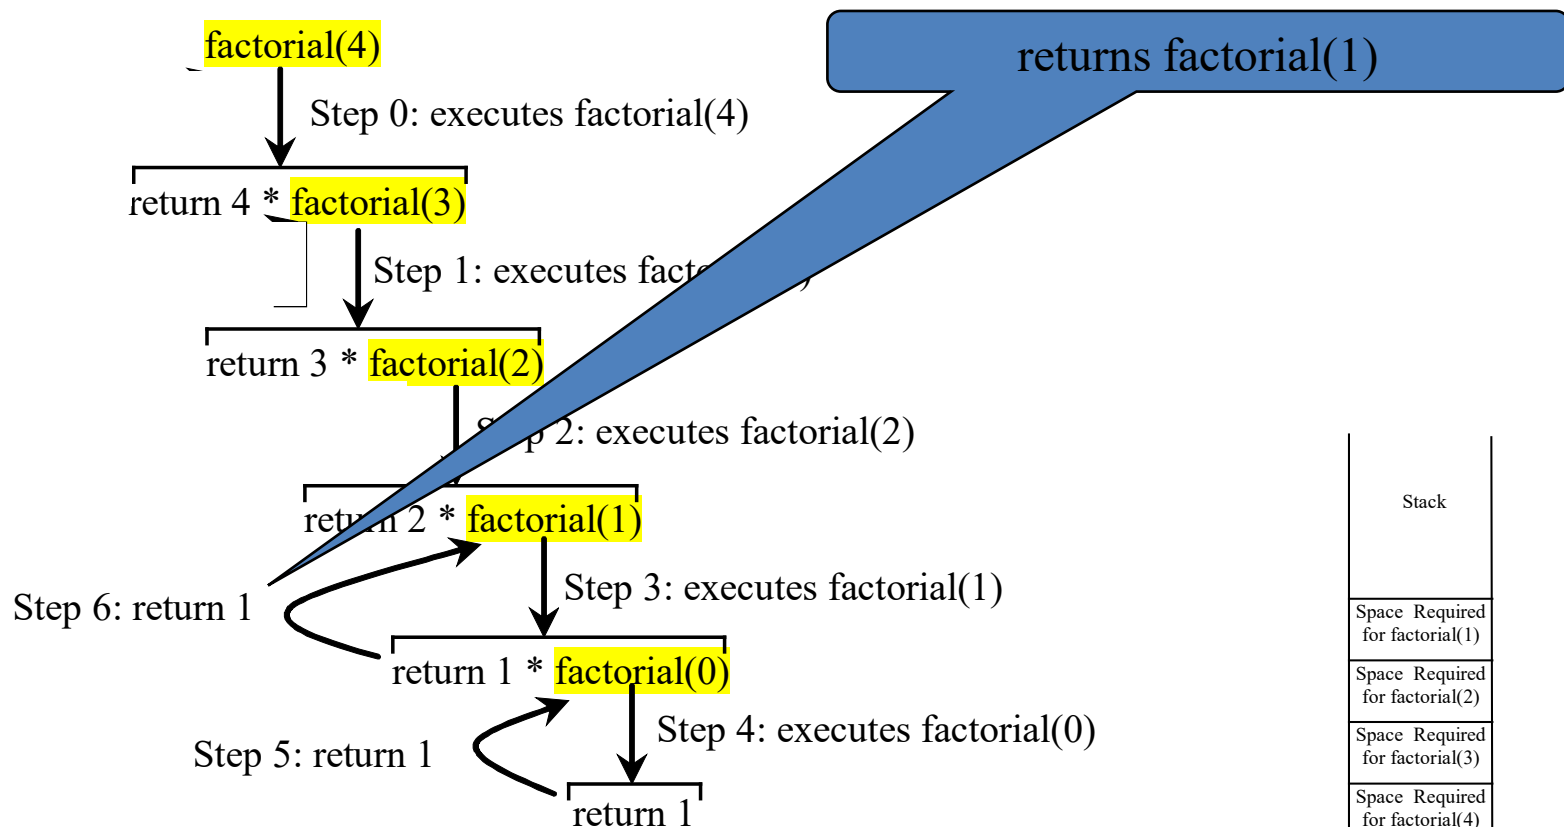 factorial(4)
returns factorial(1)
Step 0: executes factorial(4)
return 4 * factorial(3)
Step 1: executes
return 3 * factorial(2)
2: executes factorial(2)
return 2 * factorial(1)
Stack
Step 3: executes factorial(1)
Step 6: return 1
Space Required
for factorial(1)
return 1 * factorial(0)
Space Required
for factorial(2)
Step 4: executes factorial(0)
Step 5: return 1
Space Required
for factorial(3)
return 1
Space Required
for factorial(4)